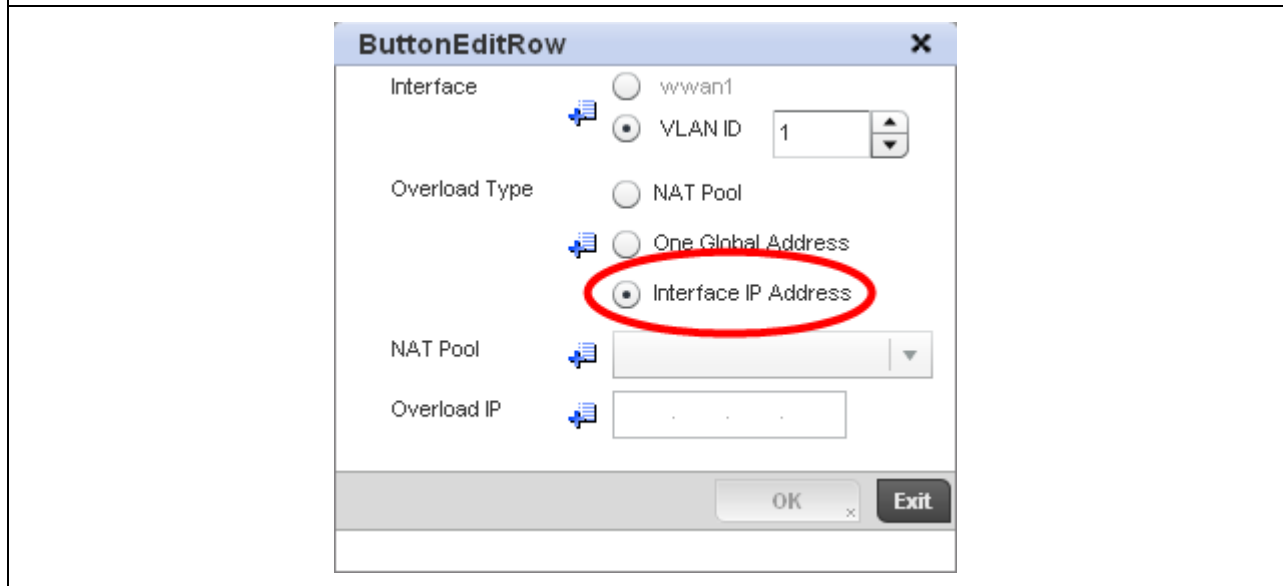 ButtonEditRow
Interface
wwan1
VLAN ID 1
Overload Type
NAT Pool
One Global Address
Interface IP Address
NAT Pool
Overload IP . . .
OK Exit